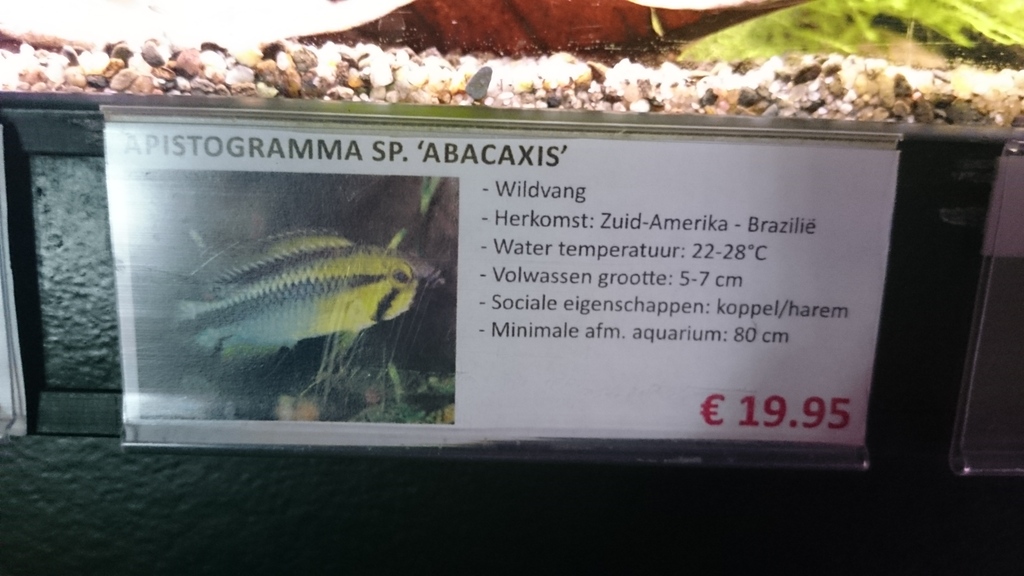 APISTOGRAMMA SP. ‘ABACAXIS’
- Wildvang
- Herkomst: Zuid-Amerika - Brazilië
- Water temperatuur: 22-28°C
- Volwassen grootte: 5-7 cm
- Sociale eigenschappen: koppel/harem
- Minimale afm. aquarium: 80 cm
€ 19.95